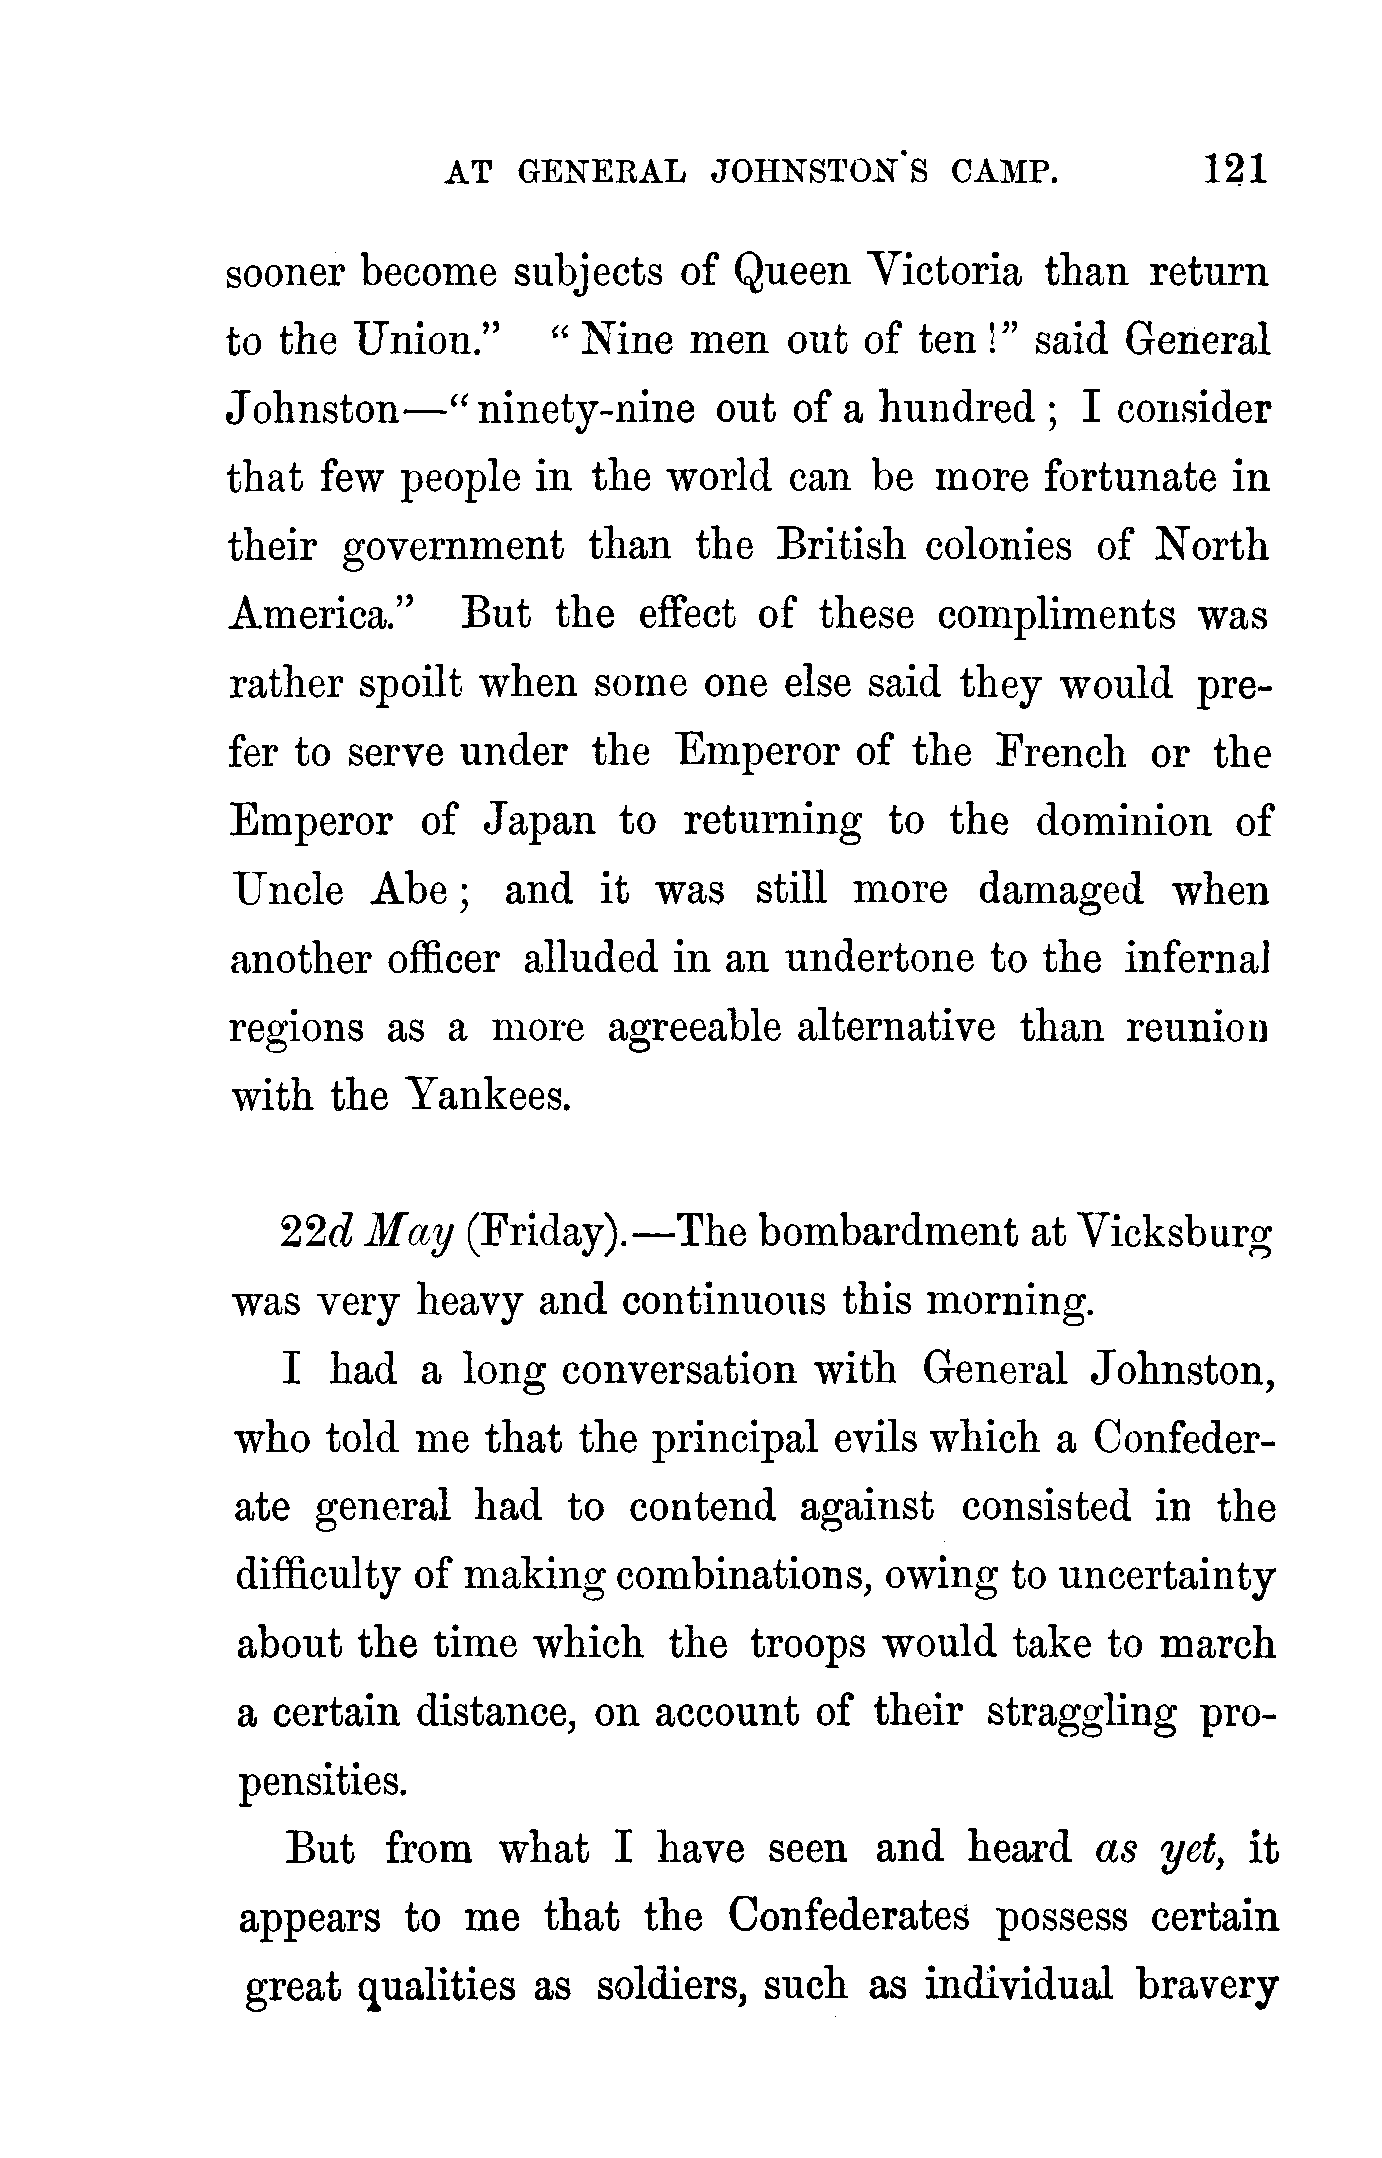 AT GENERAL JOHNSTON'S CAMP. 121
sooner become subjects of Queen Victoria than return
to the Union." "Nine men out of ten!" said General
Johnston—"ninety-nine out of a hundred; I consider
that few people in the world can be more fortunate in
their government than the British colonies of North
America." But the effect of these compliments was
rather spoilt when some one else said they would pre-
fer to serve under the Emperor of the French or the
Emperor of Japan to returning to the dominion of
Uncle Abe; and it was still more damaged when
another officer alluded in an undertone to the infernal
regions as a more agreeable alternative than reunion
with the Yankees.
22d May (Friday).—The bombardment at Vicksburg
was very heavy and continuous this morning.
I had a long conversation with General Johnston,
who told me that the principal evils which a Confeder-
ate general had to contend against consisted in the
difficulty of making combinations, owing to uncertainty
about the time which the troops would take to march
a certain distance, on account of their straggling pro-
pensities.
But from what I have seen and heard as yet, it
appears to me that the Confederates possess certain
great qualities as soldiers, such as individual bravery